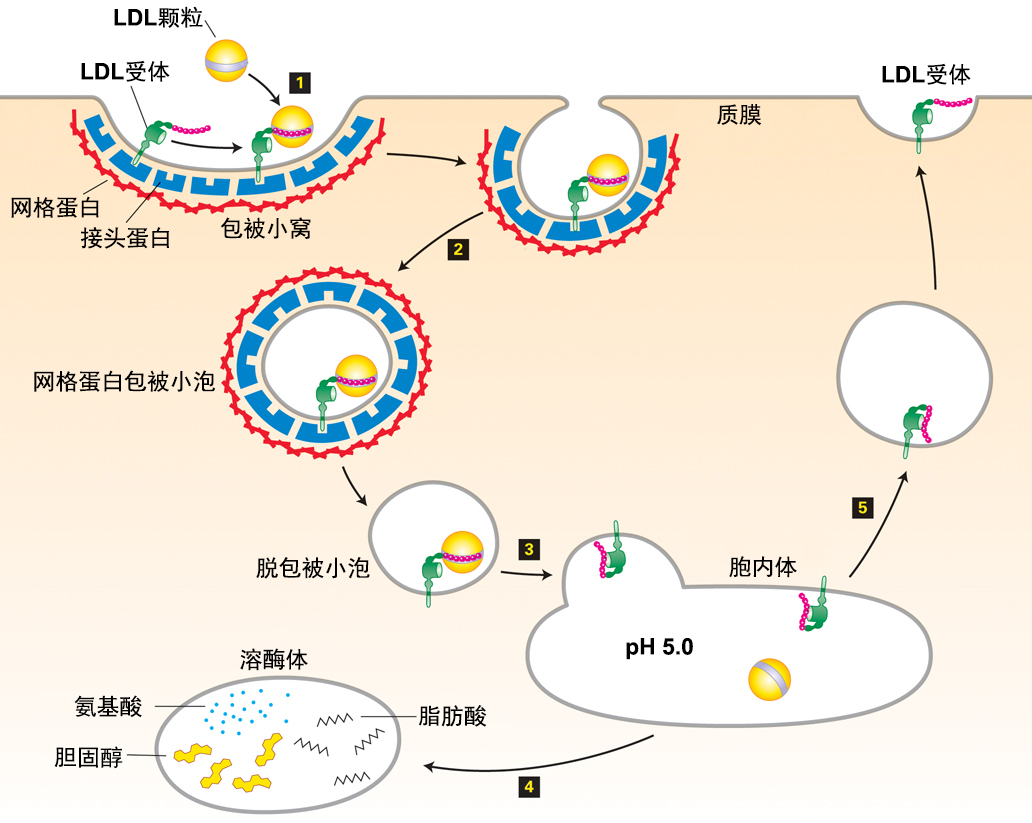 LDL颗粒
LDL受体
1
LDL受体
质膜
网格蛋白
接头蛋白
包被小窝
2
网格蛋白包被小泡
5
3
脱包被小泡
胞内体
pH 5.0
溶酶体
氨基酸
脂肪酸
胆固醇
4